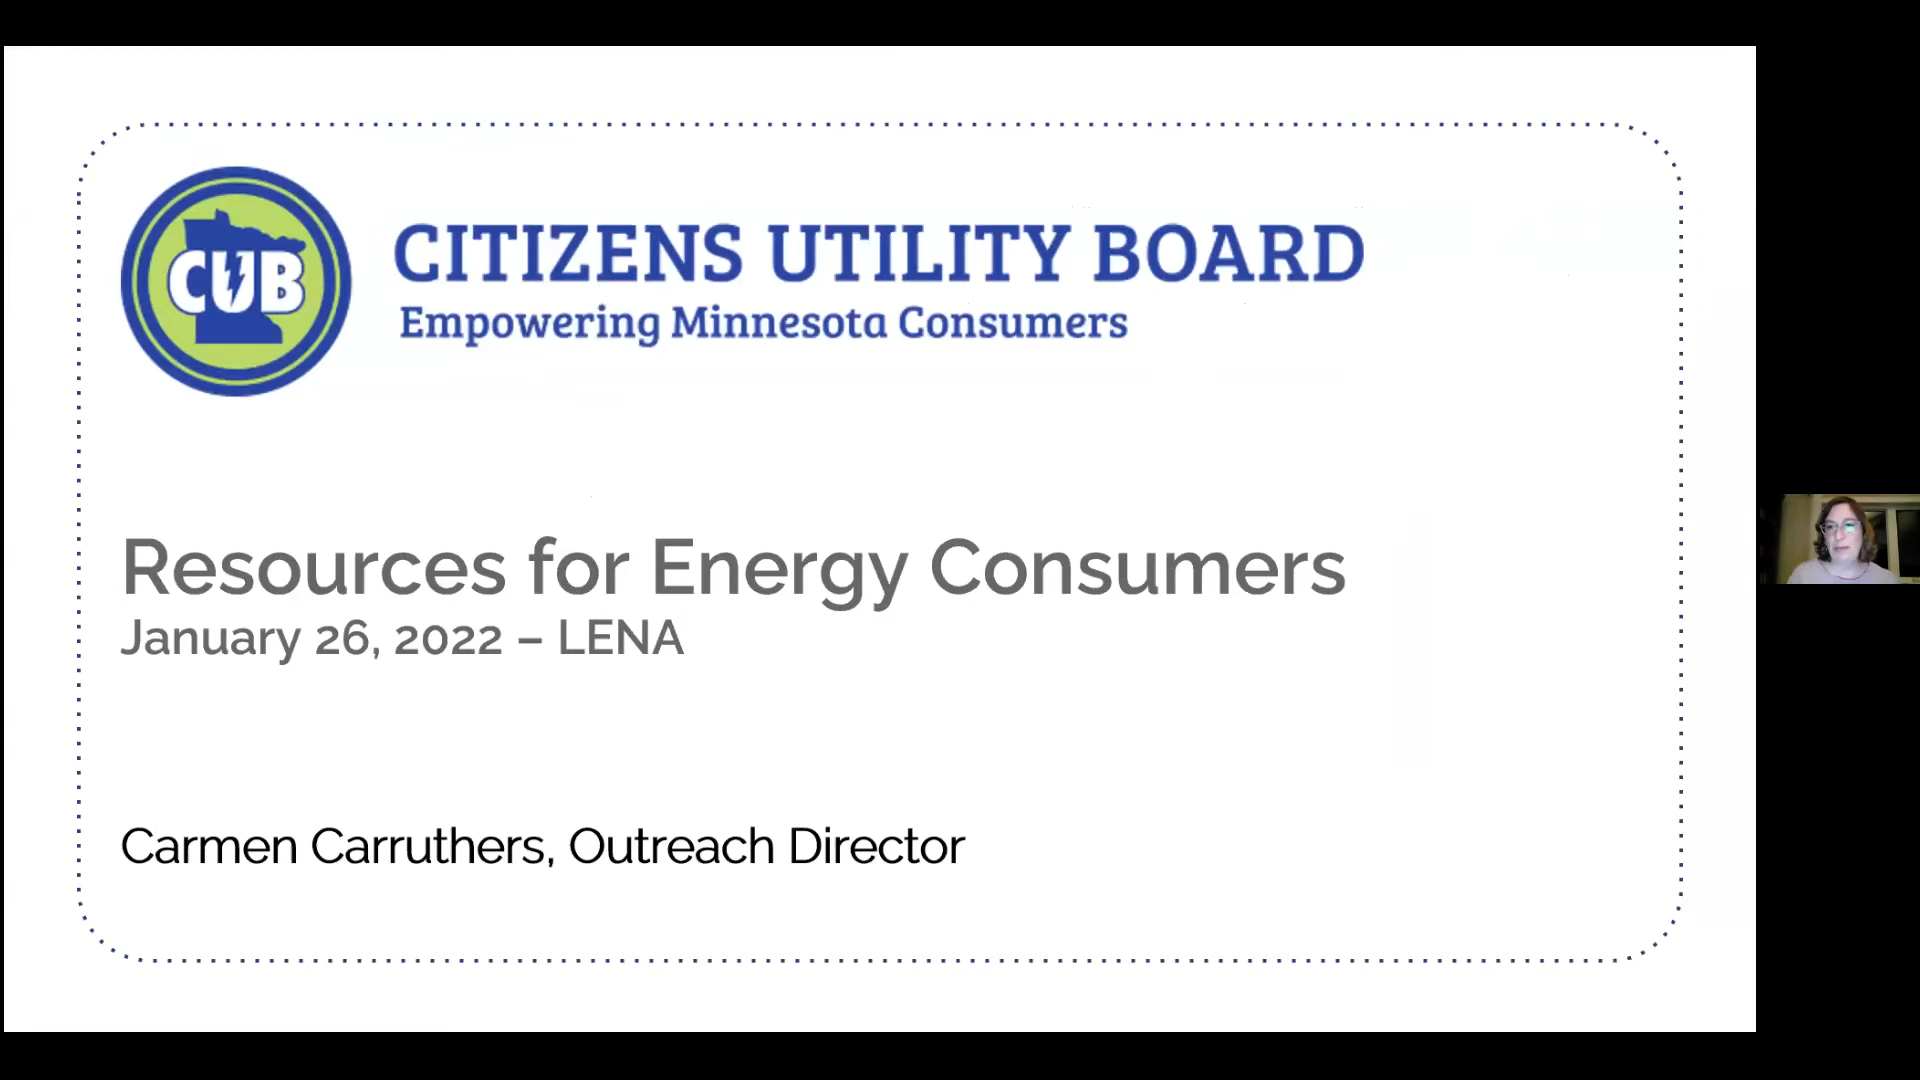 CUB
CITIZENS UTILITY BOARD
Empowering Minnesota Consumers
Resources for Energy Consumers
January 26, 2022 – LENA
Carmen Carruthers, Outreach Director